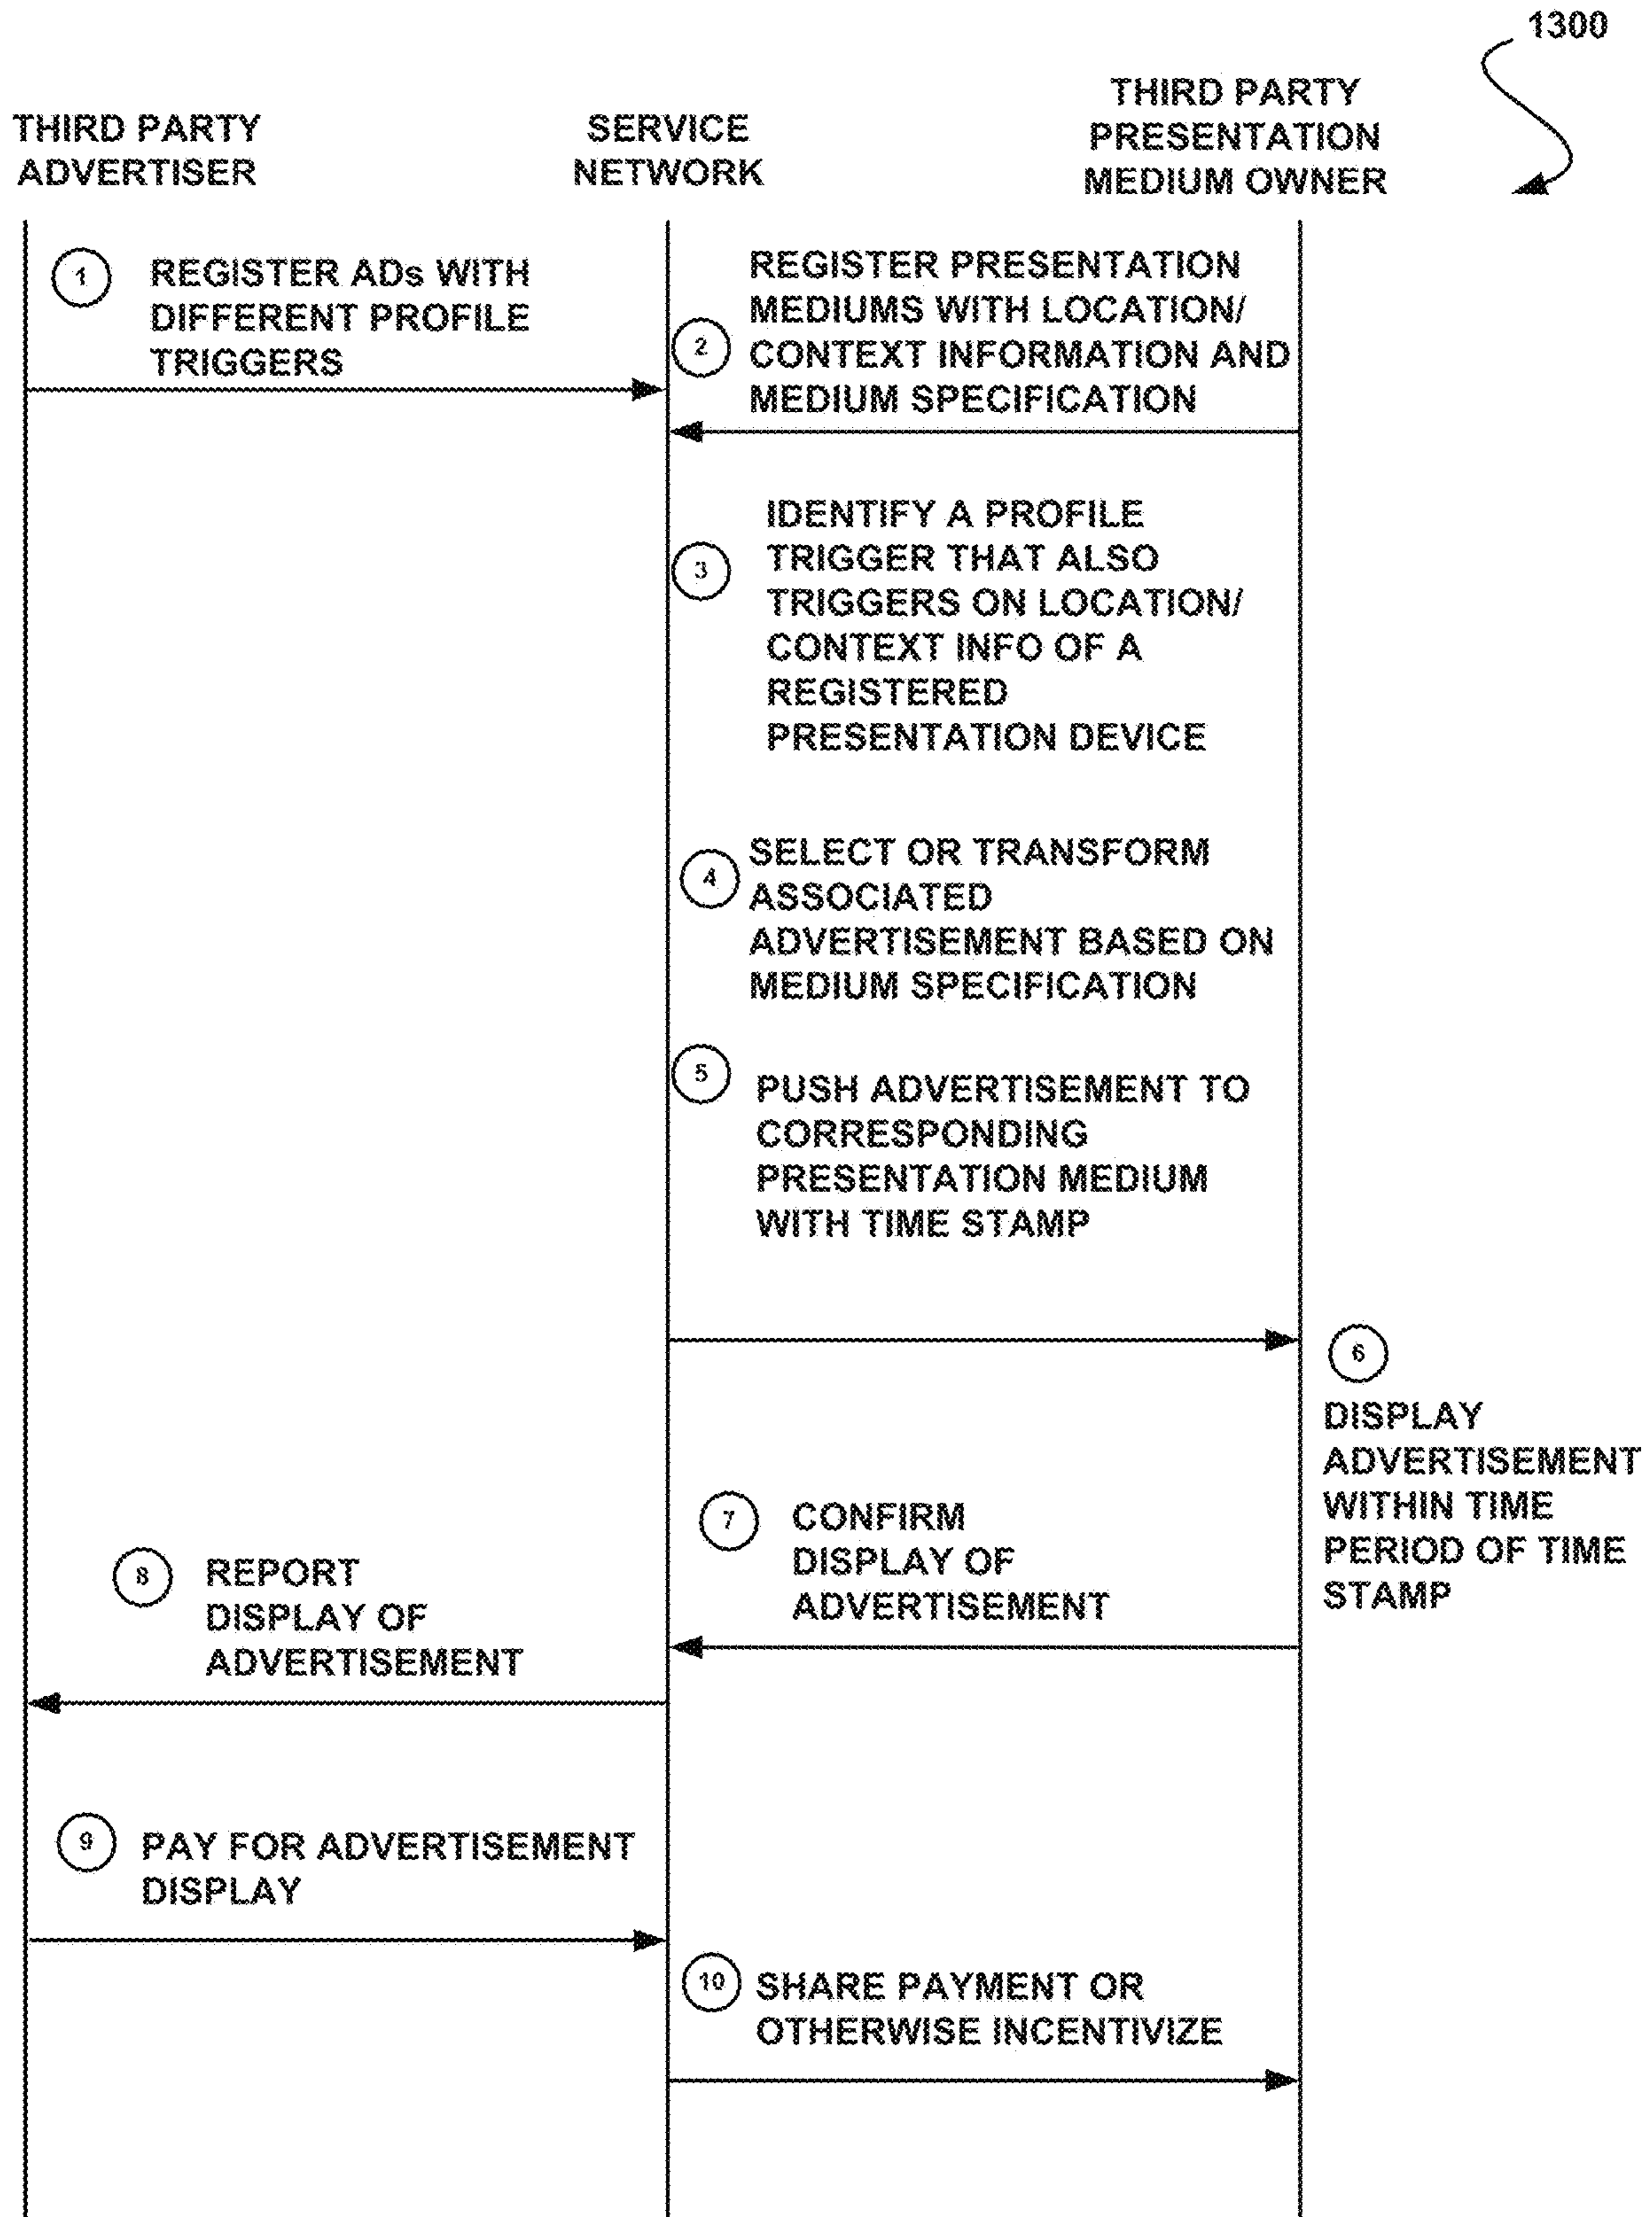 1300
THIRD PARTY
ADVERTISER
SERVICE
NETWORK
THIRD PARTY
PRESENTATION
MEDIUM OWNER
1
REGISTER ADs WITH
DIFFERENT PROFILE
TRIGGERS
2
REGISTER PRESENTATION
MEDIUMS WITH LOCATION/
CONTEXT INFORMATION AND
MEDIUM SPECIFICATION
3
IDENTIFY A PROFILE
TRIGGER THAT ALSO
TRIGGERS ON LOCATION/
CONTEXT INFO OF A
REGISTERED
PRESENTATION DEVICE
4
SELECT OR TRANSFORM
ASSOCIATED
ADVERTISEMENT BASED ON
MEDIUM SPECIFICATION
5
PUSH ADVERTISEMENT TO
CORRESPONDING
PRESENTATION MEDIUM
WITH TIME STAMP
6
DISPLAY
ADVERTISEMENT
WITHIN TIME
PERIOD OF TIME
STAMP
7
CONFIRM
DISPLAY OF
ADVERTISEMENT
8
REPORT
DISPLAY OF
ADVERTISEMENT
9
PAY FOR ADVERTISEMENT
DISPLAY
10
SHARE PAYMENT OR
OTHERWISE INCENTIVIZE